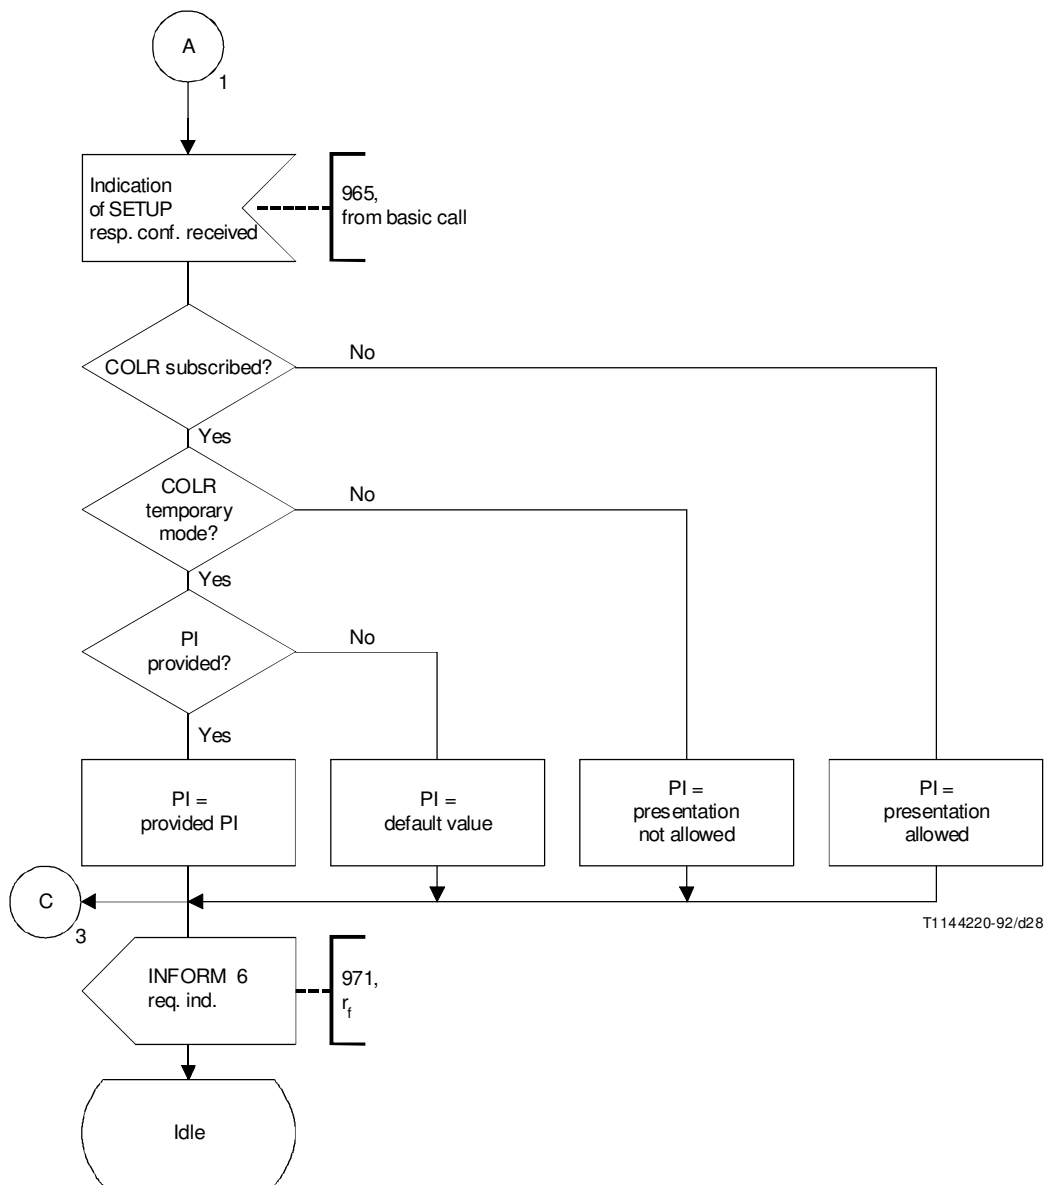 A
1
Indication
of SETUP
resp. conf. received
965,
from basic call
COLR subscribed?
No
Yes
COLR
temporary
mode?
No
Yes
PI
provided?
No
Yes
PI =
provided PI
PI =
default value
PI =
presentation
not allowed
PI =
presentation
allowed
C
3
T1144220-92/d28
INFORM 6
req. ind.
971,
rf
Idle